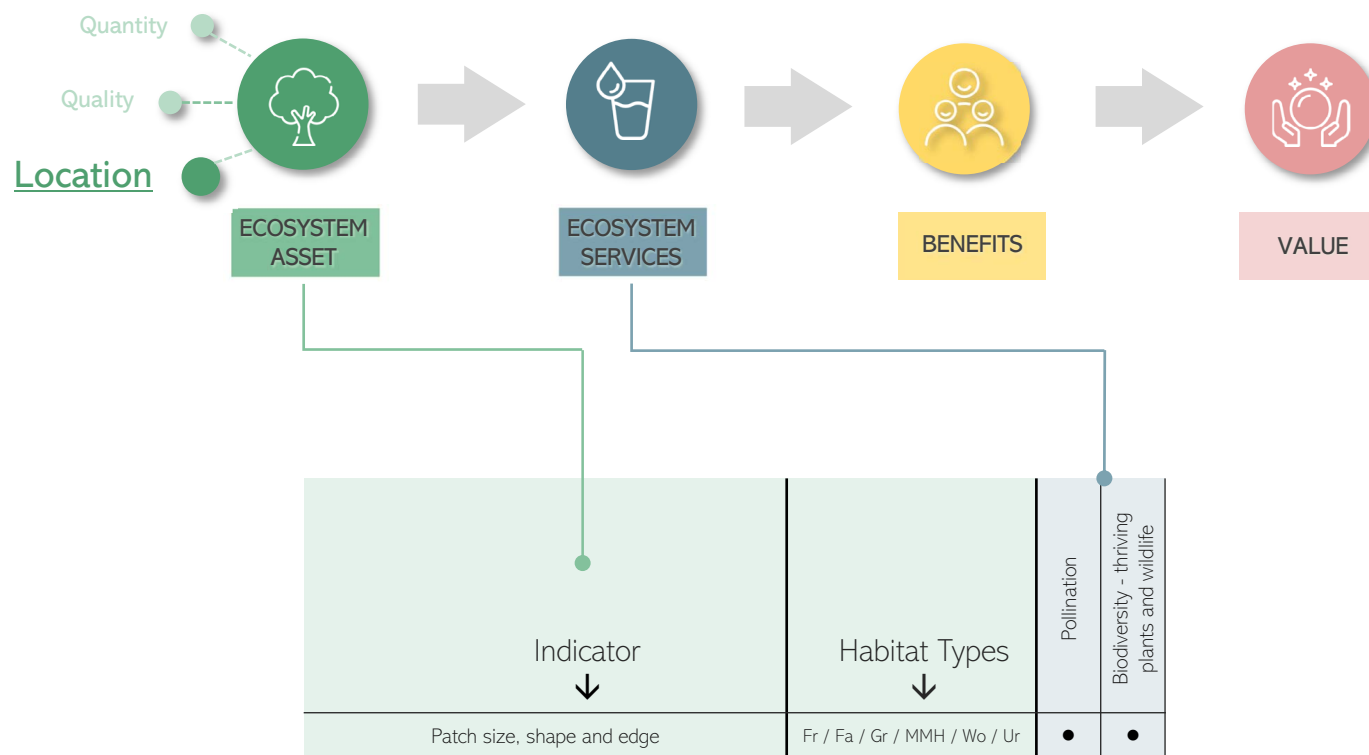 Quantity
Quality
Location
ECOSYSTEM
ASSET
ECOSYSTEM
SERVICES
BENEFITS
VALUE
Indicator
Habitat Types
Pollination
Biodiversity - thriving
plants and wildlife
Patch size, shape and edge
Fr / Fa / Gr / MMH / Wo / Ur